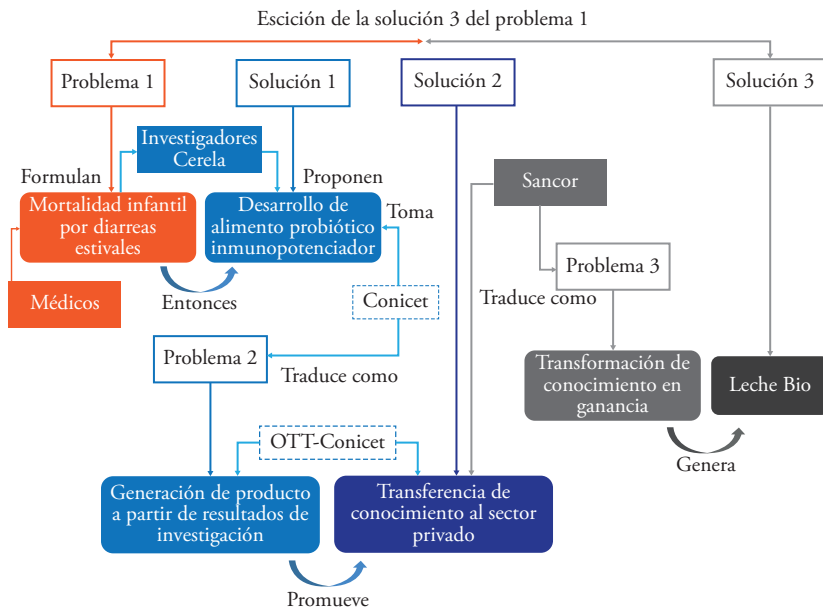 Escición de la solución 3 del problema 1
Problema 1
Solución 1
Solución 2
Solución 3
Investigadores
Cerela
Formulan
Proponen
Mortalidad infantil
por diarreas
estivales
Desarrollo de
alimento probiótico
inmunopotenciador
Toma
Sancor
Médicos
Entonces
Conicet
Problema 3
Traduce como
Problema 2
Traduce como
Transformación de
conocimiento en
ganancia
Leche Bio
OTT-Conicet
Genera
Generación de producto
a partir de resultados de
investigación
Transferencia de
conocimiento al sector
privado
Promueve